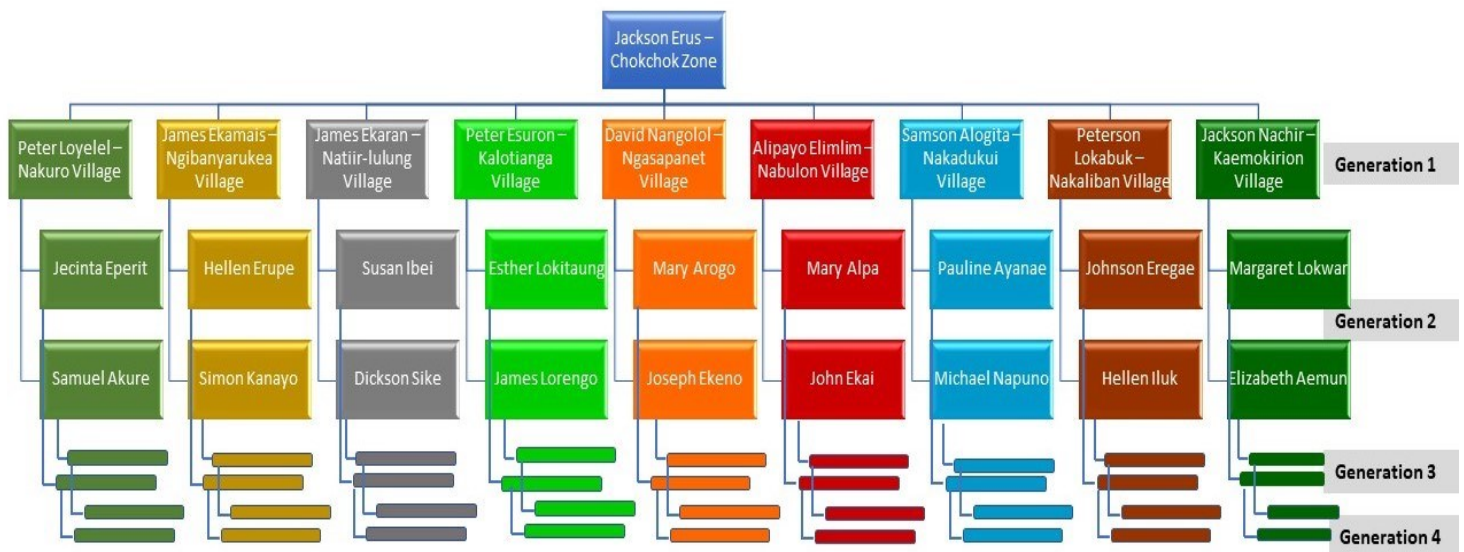 Jackson Erus –
Chokchok Zone
Peter Loyelel –
Nakuro Village
James Ekamais –
Ngibanyarukea
Village
James Ekaran –
Natiir-lulung
Village
Peter Esuron –
Kalotianga
Village
David Nangolol –
Ngasapanet
Village
Alipayo Elimlim –
Nabulon Village
Samson Alogita –
Nakadukui
Village
Peterson
Lokabuk –
Nakaliban Village
Jackson Nachir –
Kaemokirion
Village
Generation 1
Jecinta Eperit
Hellen Erupe
Susan Ibei
Esther Lokitaung
Mary Arogo
Mary Alpa
Pauline Ayanae
Johnson Eregae
Margaret Lokwar
Generation 2
Samuel Akure
Simon Kanayo
Dickson Sike
James Lorengo
Joseph Ekeno
John Ekai
Michael Napuno
Hellen Iluk
Elizabeth Aemun
Generation 3
Generation 4